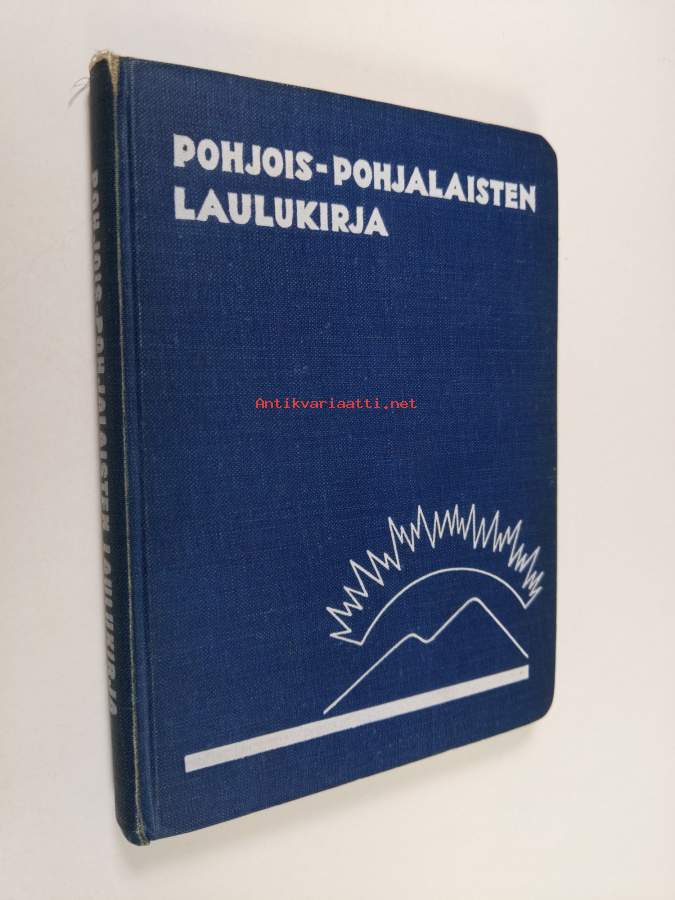 POHJOIS-POHJALAISTEN
LAULUKIRJA
Antikvariaatti.net
POHJOIS-POHJALAISTEN LAULUKIRJA